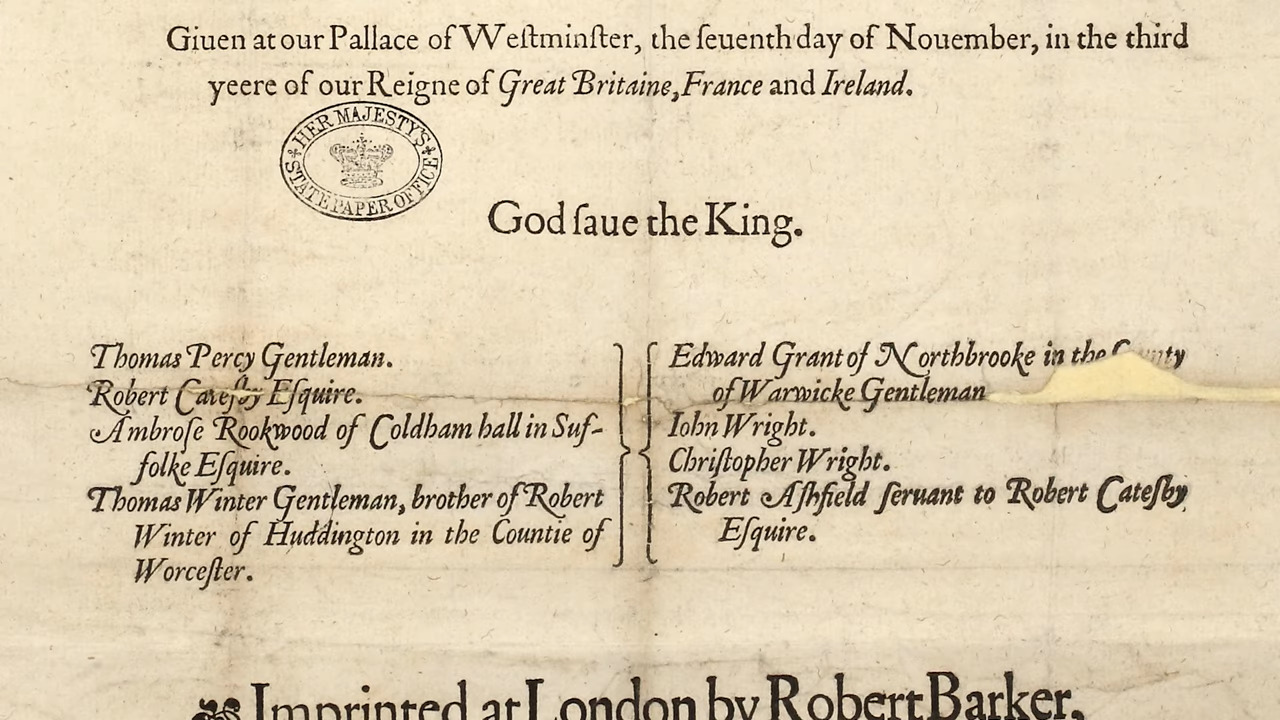 Giuen at our Pallace of Weſtminſter, the ſeuenth day of Nouember, in the third
yeere of our Reigne of Great Britaine, France and Ireland.
HER MAJESTY'S
STATE PAPER OFFICE
God ſaue the King.
Thomas Percy Gentleman.
Robert Cateſby Eſquire.
Ambroſe Rookwood of Coldham hall in Suf-
folke Eſquire.
Thomas Winter Gentleman, brother of Robert
Winter of Huddington in the Countie of
Worceſter.
Edward Grant of Northbrooke in the County
of Warwicke Gentleman
Iohn Wright.
Chriſtopher Wright.
Robert Aſhfield ſeruant to Robert Cateſby
Eſquire.
Imprinted at London by Robert Barker,